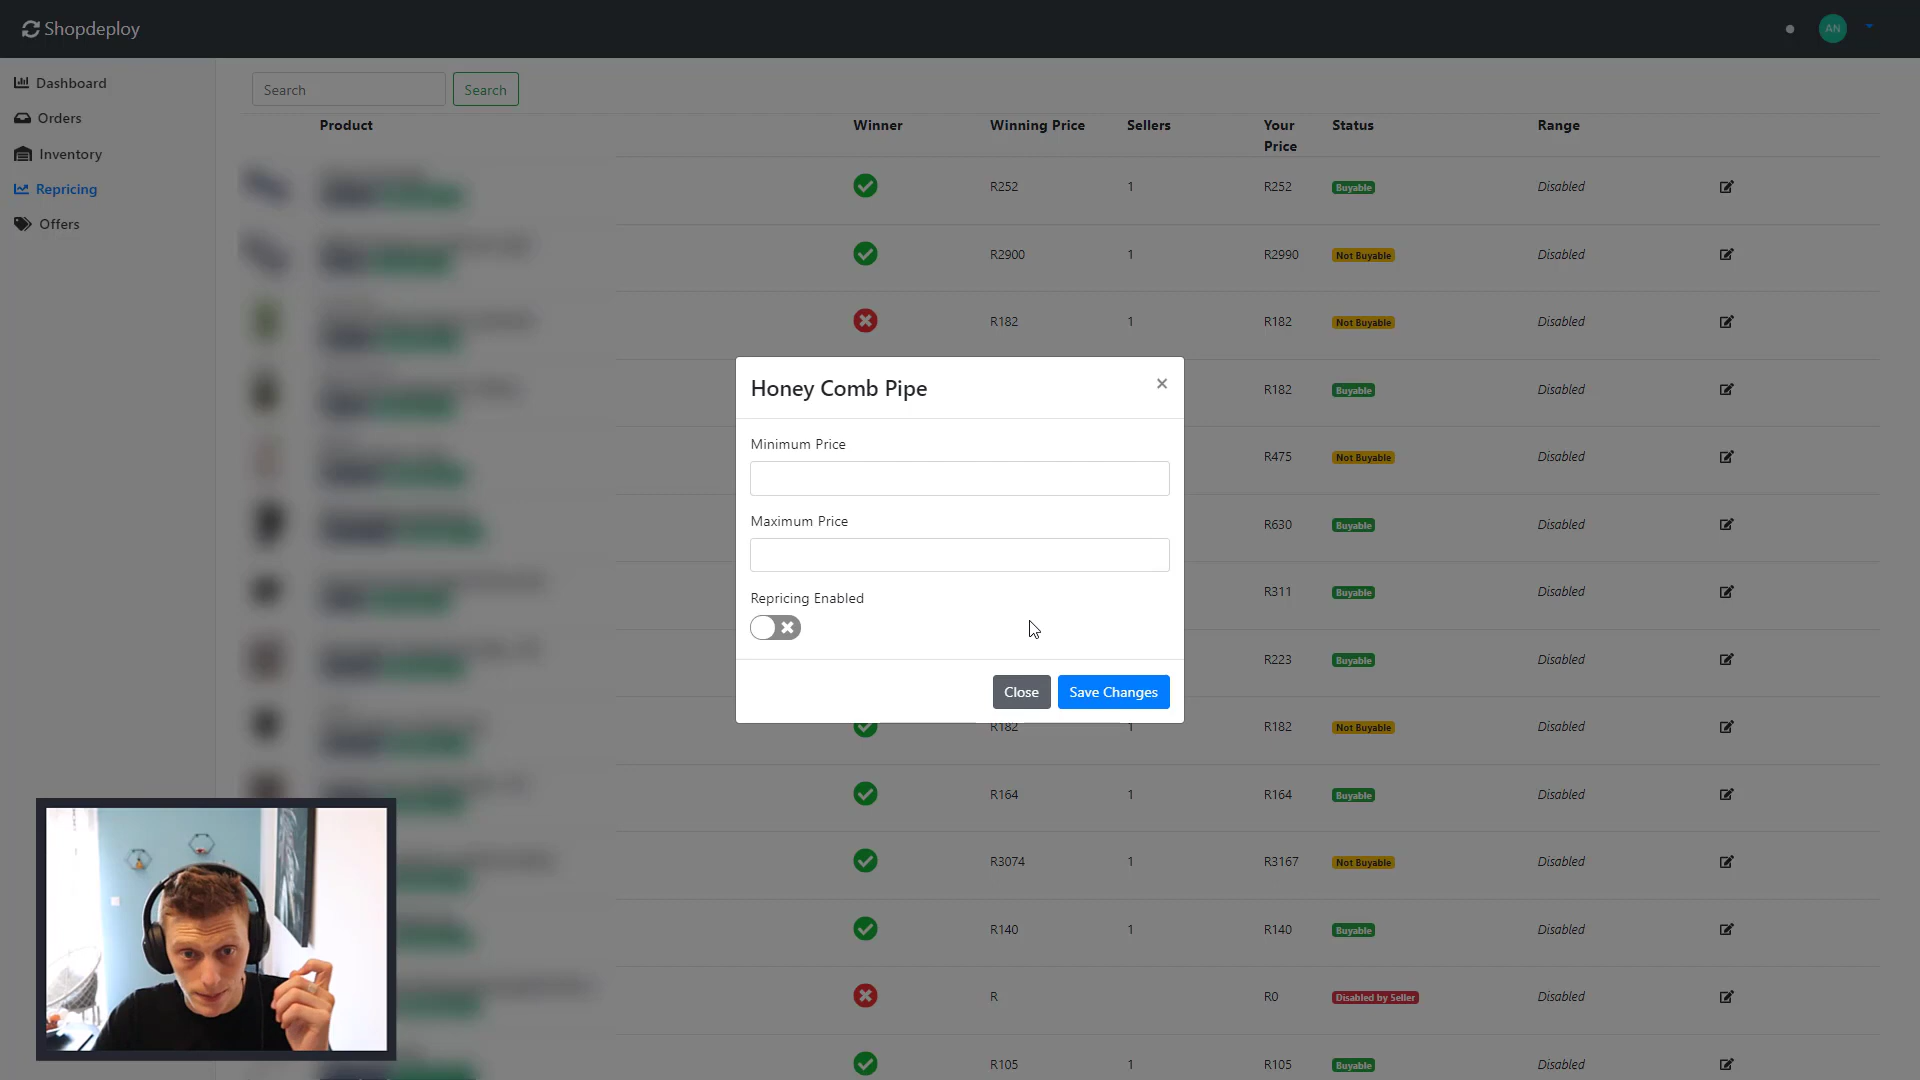 Shopdeploy
AN
Dashboard
Orders
Inventory
Repricing
Offers
Search
Search
Product
Winner
Winning Price
Sellers
Your
Price
Status
Range
R252
1
R252
Buyable
Disabled
R2900
1
R2990
Not Buyable
Disabled
R182
1
R182
Not Buyable
Disabled
R182
Buyable
Disabled
R475
Not Buyable
Disabled
R630
Buyable
Disabled
R311
Buyable
Disabled
R223
Buyable
Disabled
R182
1
R182
Not Buyable
Disabled
R164
1
R164
Buyable
Disabled
R3074
1
R3167
Not Buyable
Disabled
R140
1
R140
Buyable
Disabled
R
R0
Disabled by Seller
Disabled
R105
1
R105
Buyable
Disabled
Honey Comb Pipe
×
Minimum Price
Maximum Price
Repricing Enabled
Close
Save Changes